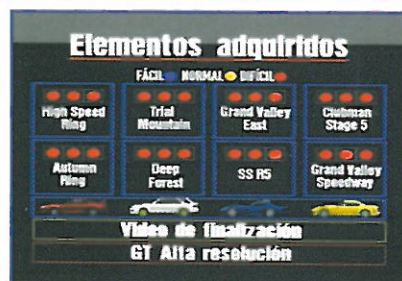 Elementos adquiridos
FÁCIL NORMAL DIFÍCIL
High Speed Ring
Trial Mountain
Grand Valley East
Clubman Stage 5
Autumn Ring
Deep Forest
SS R5
Grand Valley Speedway
Vídeo de finalización
GT Alta resolución